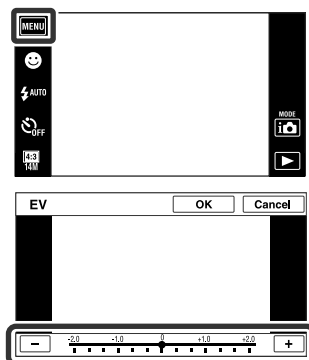 MENU
AUTO
OFF
4:3
14M
MODE
EV
OK
Cancel
-2.0 -1.0 0 +1.0 +2.0